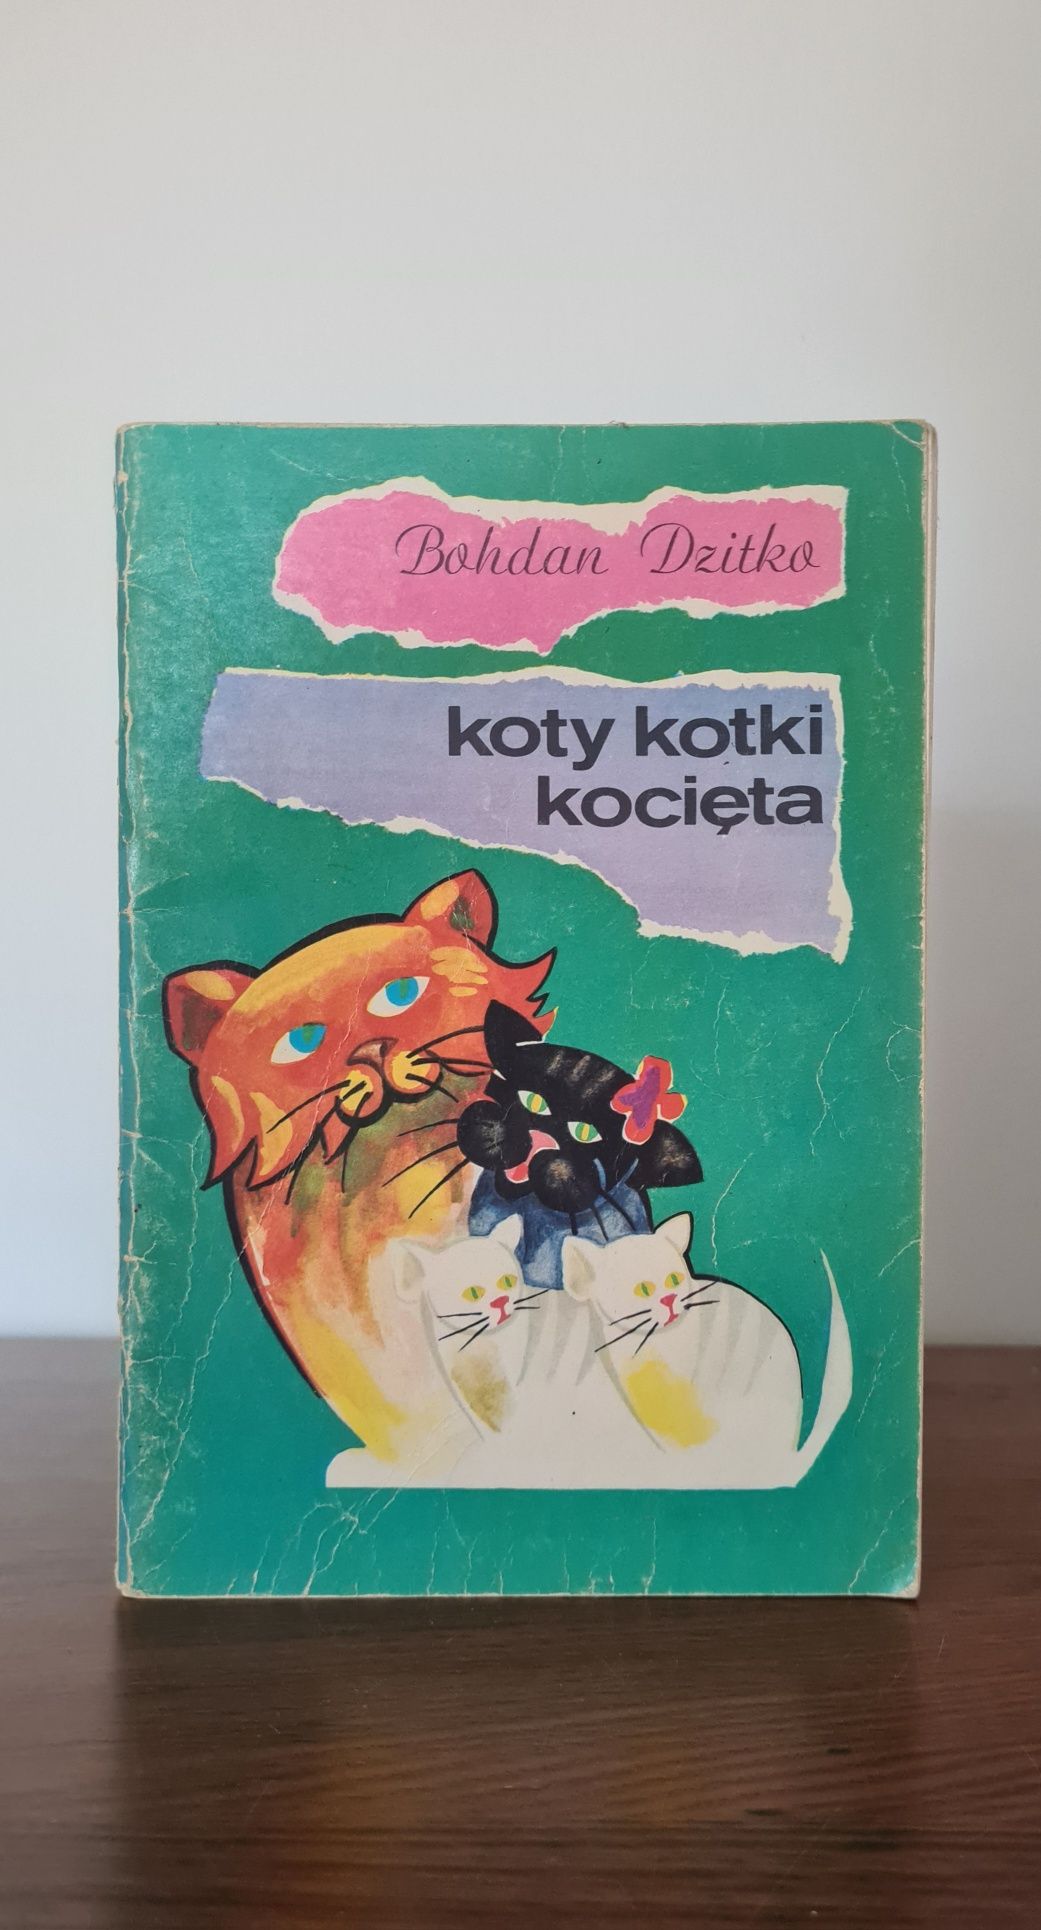 Bohdan Dzitko
koty kotki
kocięta